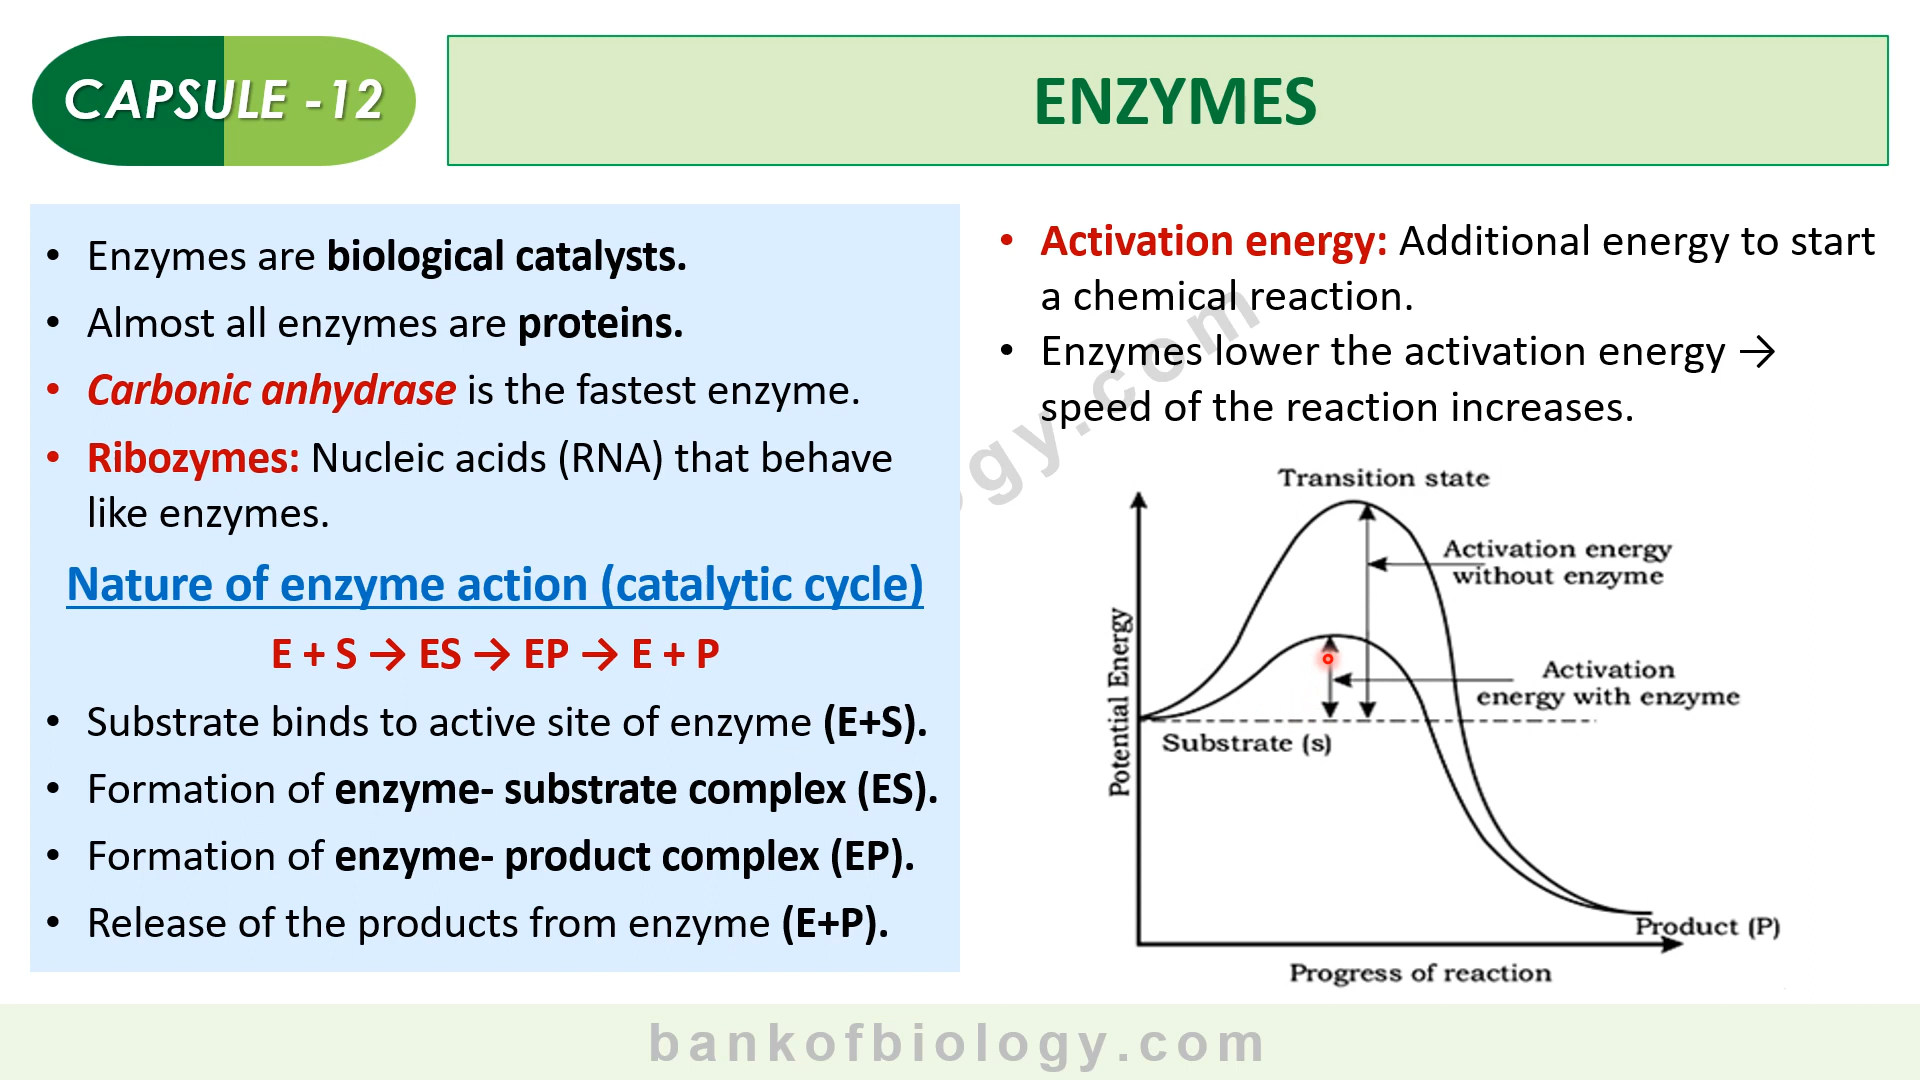 CAPSULE -12
ENZYMES
• Enzymes are biological catalysts.
• Almost all enzymes are proteins.
• Carbonic anhydrase is the fastest enzyme.
• Ribozymes: Nucleic acids (RNA) that behave
like enzymes.
Nature of enzyme action (catalytic cycle)
E + S → ES → EP → E + P
• Substrate binds to active site of enzyme (E+S).
• Formation of enzyme- substrate complex (ES).
• Formation of enzyme- product complex (EP).
• Release of the products from enzyme (E+P).
• Activation energy: Additional energy to start
a chemical reaction.
• Enzymes lower the activation energy →
speed of the reaction increases.
ogy.com
Transition state
Activation energy
without enzyme
Activation
energy with enzyme
Potential Energy
Substrate (s)
Product (P)
Progress of reaction
bankofbiology.com